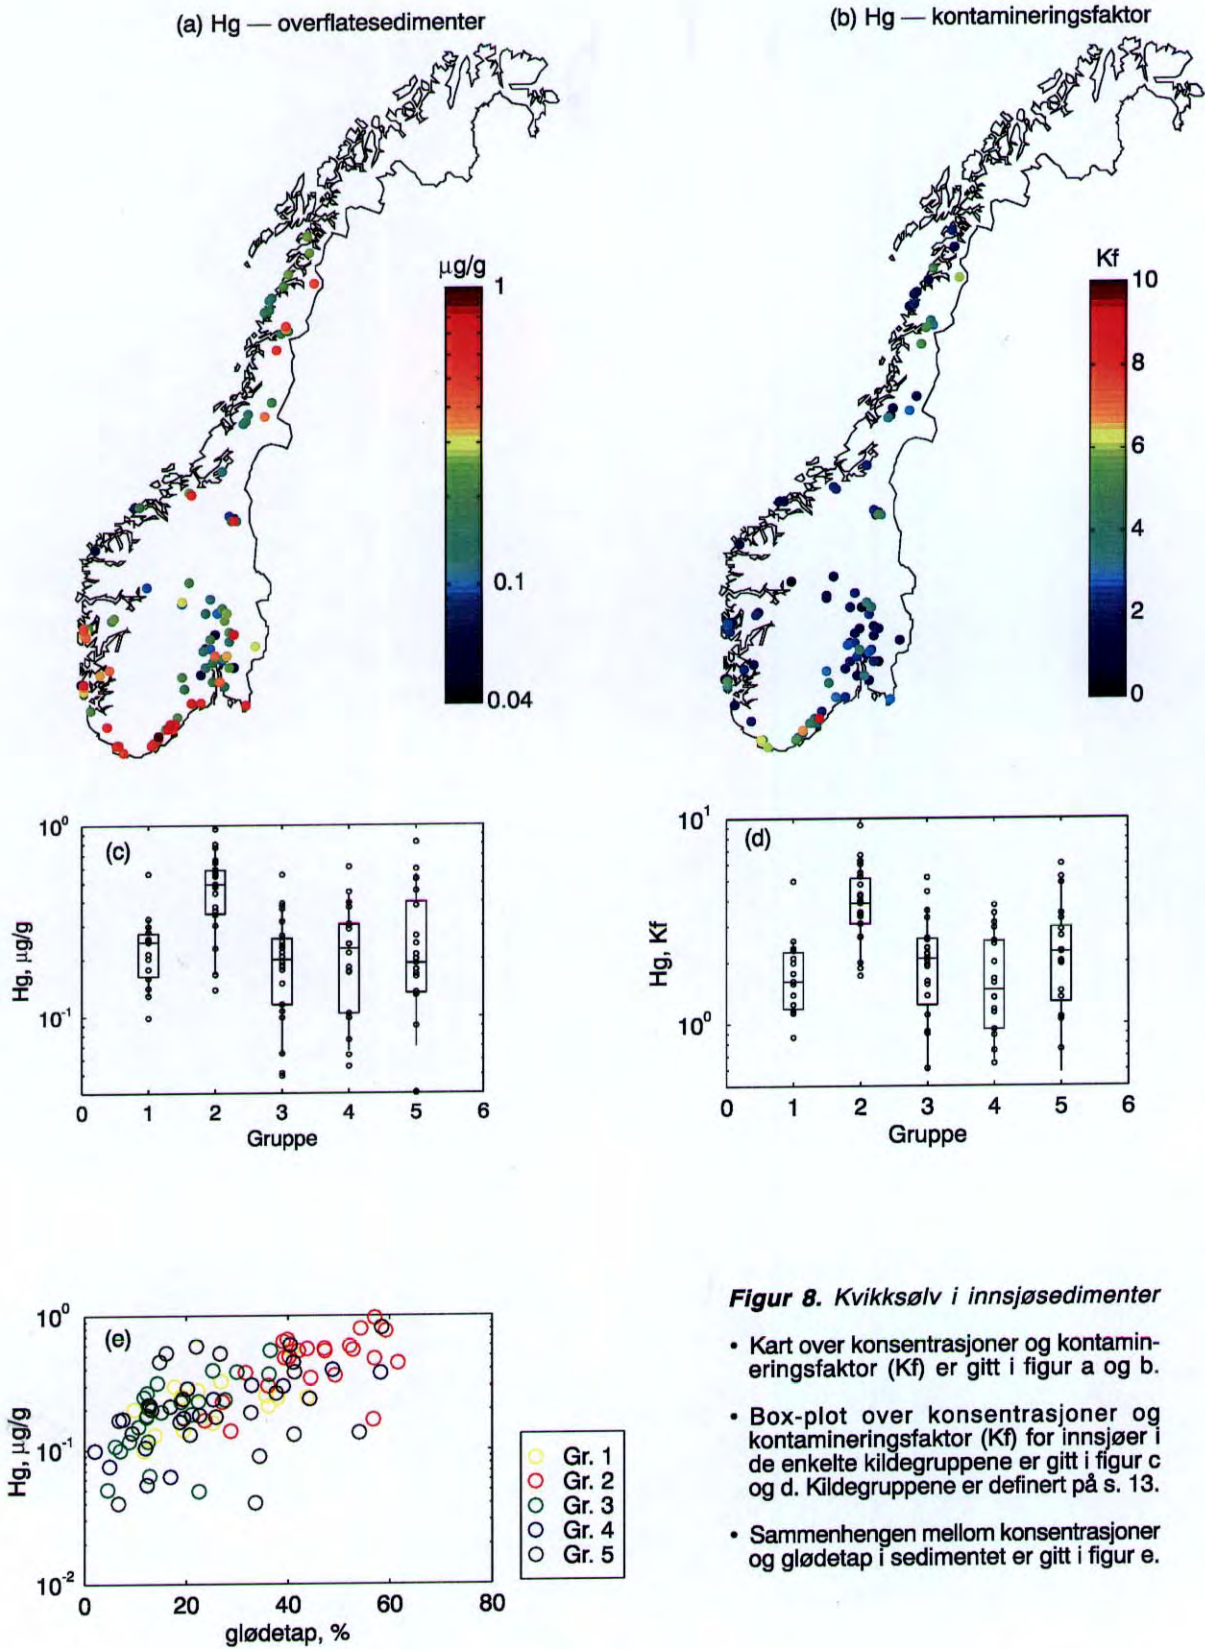 (a) Hg — overflatesedimenter
(b) Hg — kontamineringsfaktor
µg/g
1
0.1
0.04
Kf
10
8
6
4
2
0
(c)
Hg, µg/g
10⁰
10⁻¹
0 1 2 3 4 5 6
Gruppe
(d)
Hg, Kf
10¹
10⁰
0 1 2 3 4 5 6
Gruppe
(e)
Hg, µg/g
10⁰
10⁻¹
10⁻²
0 20 40 60 80
glødetap, %
Gr. 1
Gr. 2
Gr. 3
Gr. 4
Gr. 5
Figur 8. Kvikksølv i innsjøsedimenter
• Kart over konsentrasjoner og kontamin-
eringsfaktor (Kf) er gitt i figur a og b.
• Box-plot over konsentrasjoner og
kontamineringsfaktor (Kf) for innsjøer i
de enkelte kildegruppene er gitt i figur c
og d. Kildegruppene er definert på s. 13.
• Sammenhengen mellom konsentrasjoner
og glødetap i sedimentet er gitt i figur e.